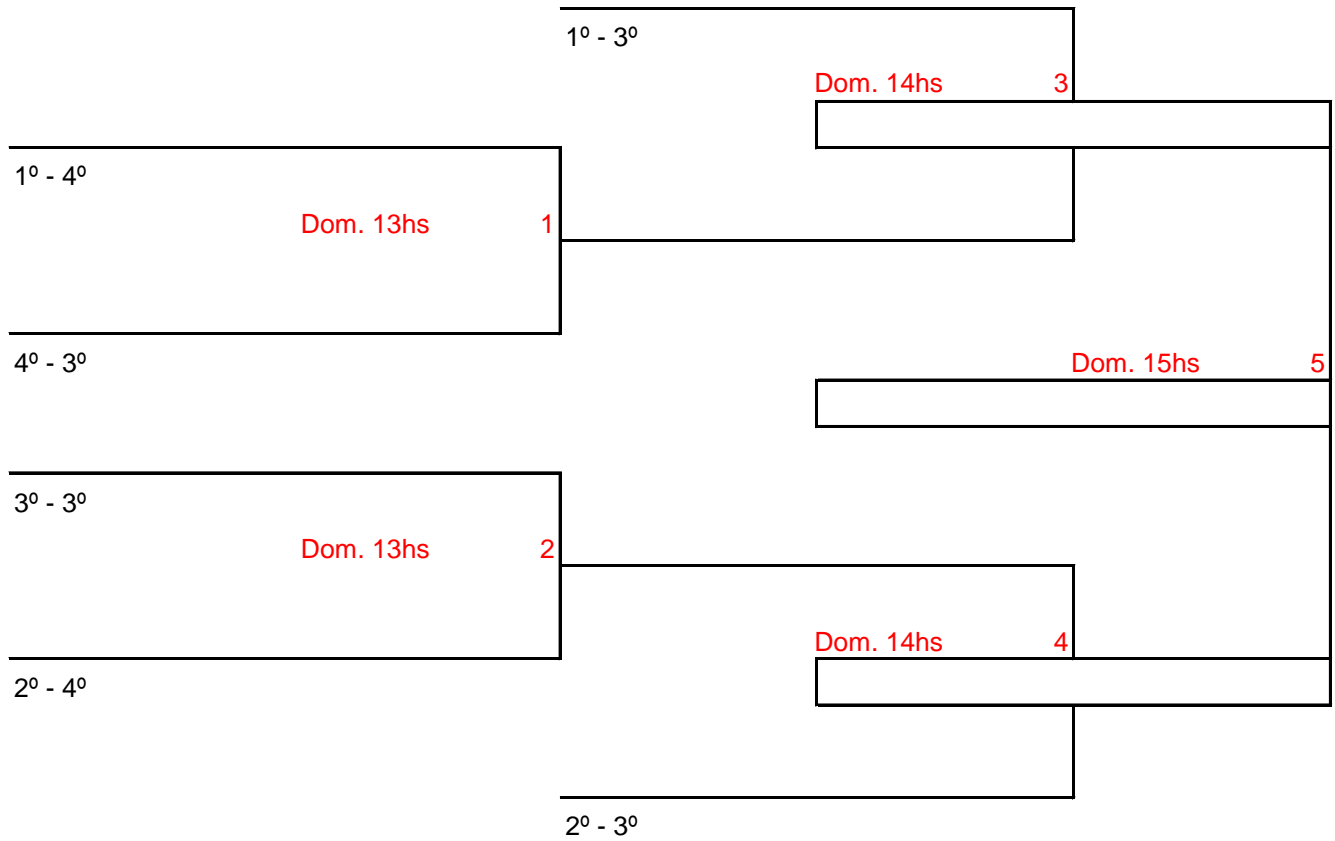 1º - 3º
Dom. 14hs 3
1º - 4º
Dom. 13hs 1
4º - 3º
Dom. 15hs 5
3º - 3º
Dom. 13hs 2
Dom. 14hs 4
2º - 4º
2º - 3º